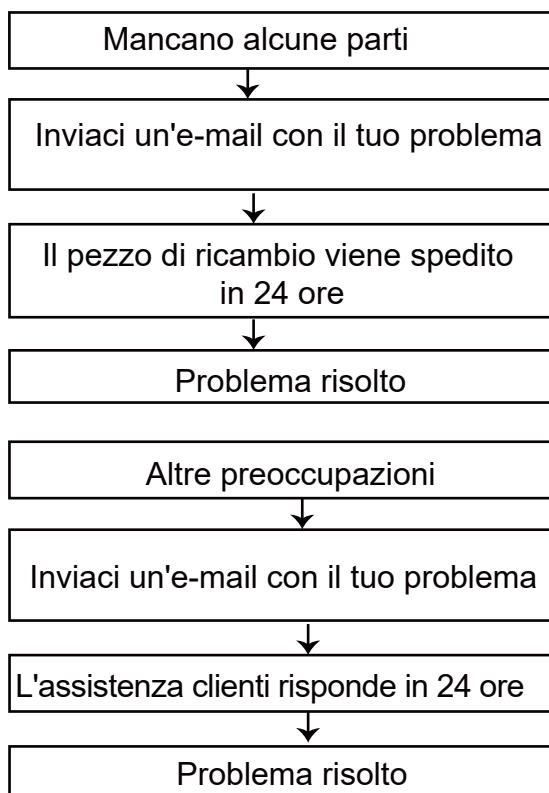 Mancano alcune parti
Inviaci un'e-mail con il tuo problema
Il pezzo di ricambio viene spedito
in 24 ore
Problema risolto
Altre preoccupazioni
Inviaci un'e-mail con il tuo problema
L'assistenza clienti risponde in 24 ore
Problema risolto